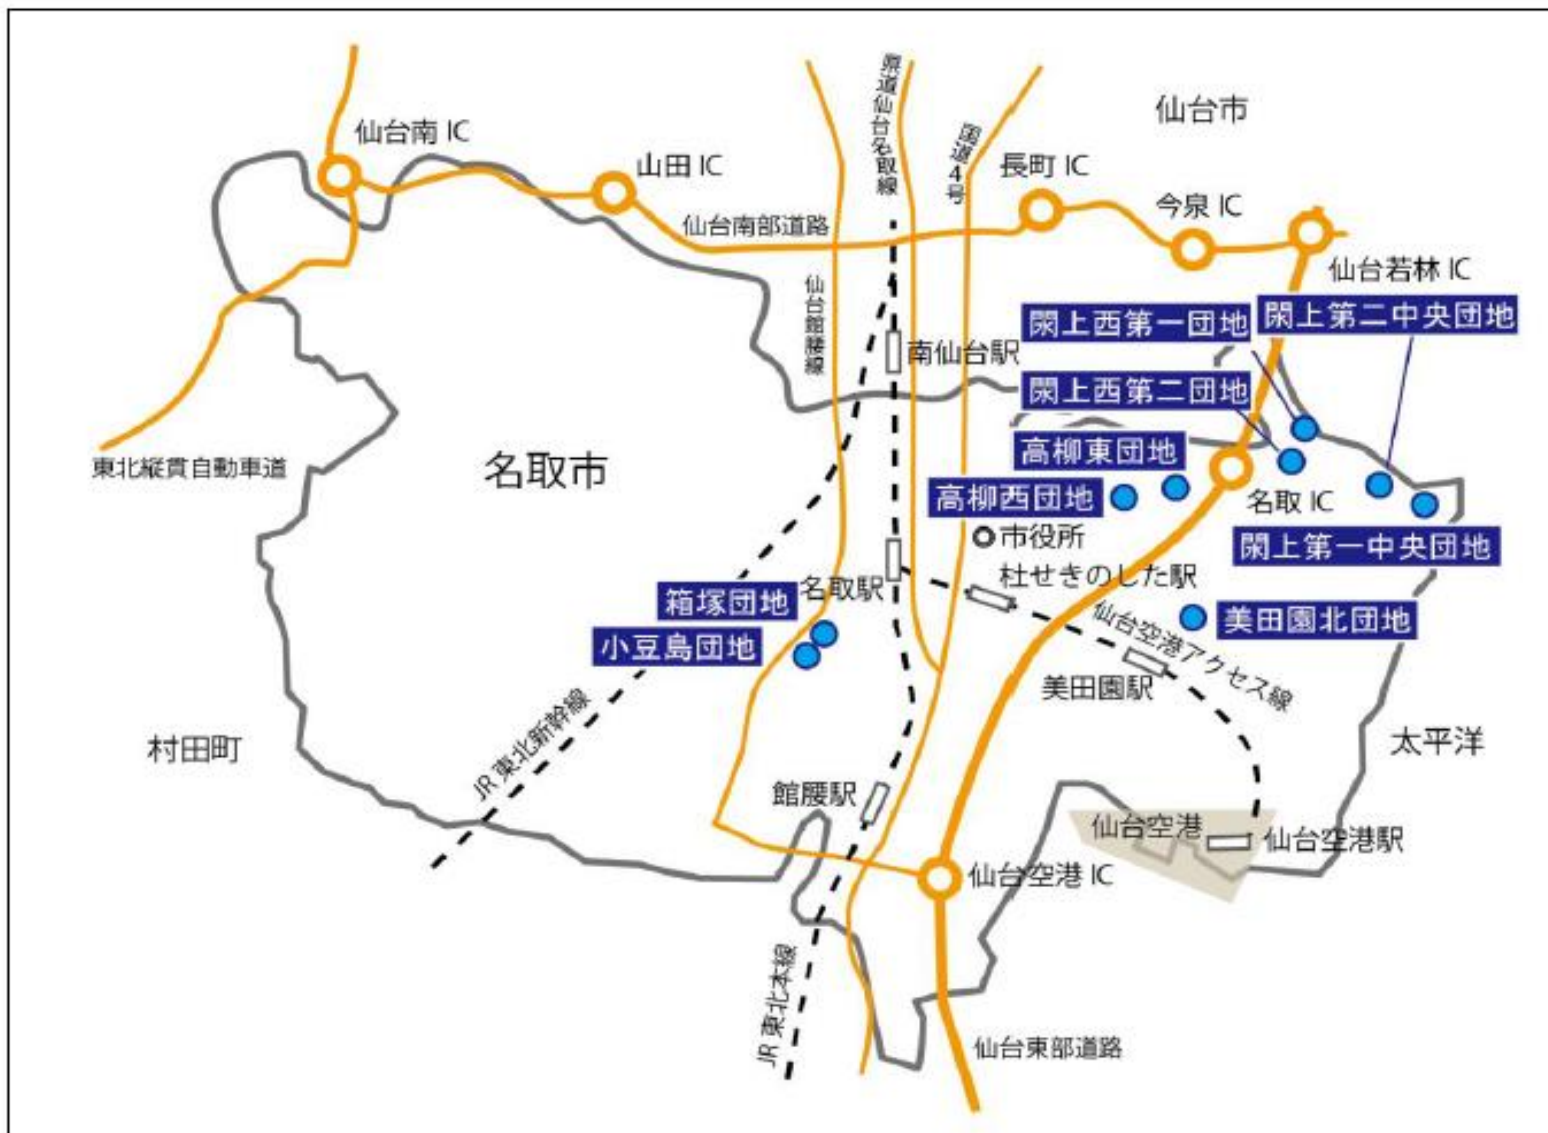 県道仙台名取線
仙台市
国道4号
仙台南 IC
山田 IC
長町 IC
今泉 IC
仙台南部道路
仙台若林 IC
仙台館腰線
閖上西第一団地
閖上第二中央団地
南仙台駅
閖上西第二団地
高柳東団地
東北縦貫自動車道
名取市
高柳西団地
名取 IC
市役所
閖上第一中央団地
杜せきのした駅
名取駅
箱塚団地
仙台空港アクセス線
美田園北団地
小豆島団地
美田園駅
JR 東北新幹線
村田町
太平洋
館腰駅
仙台空港
仙台空港駅
仙台空港 IC
JR 東北本線
仙台東部道路